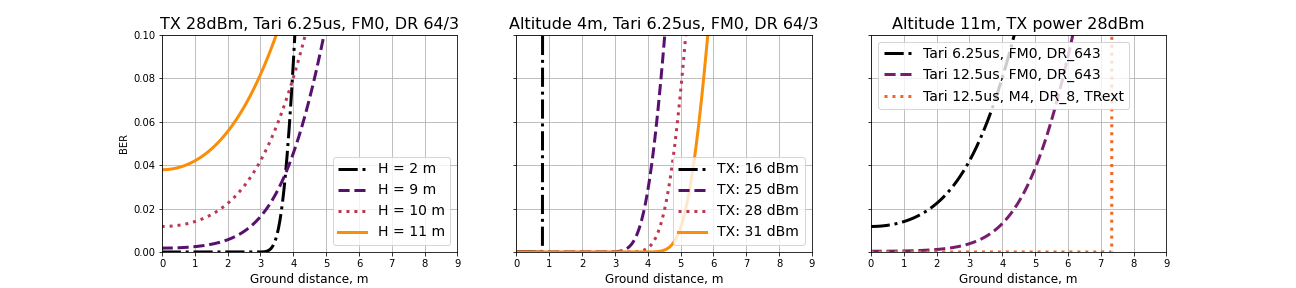 TX 28dBm, Tari 6.25us, FM0, DR 64/3
BER
0.10
0.08
0.06
0.04
0.02
0.00
H = 2 m
H = 9 m
H = 10 m
H = 11 m
0 1 2 3 4 5 6 7 8 9
Ground distance, m
Altitude 4m, Tari 6.25us, FM0, DR 64/3
TX: 16 dBm
TX: 25 dBm
TX: 28 dBm
TX: 31 dBm
0 1 2 3 4 5 6 7 8 9
Ground distance, m
Altitude 11m, TX power 28dBm
Tari 6.25us, FM0, DR_643
Tari 12.5us, FM0, DR_643
Tari 12.5us, M4, DR_8, TRext
0 1 2 3 4 5 6 7 8 9
Ground distance, m